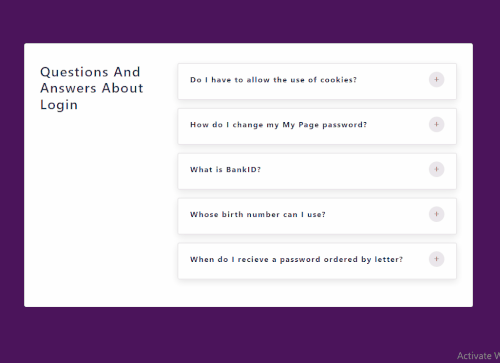 Questions And
Answers About
Login
Do I have to allow the use of cookies?
+
How do I change my My Page password?
+
What is BankID?
+
Whose birth number can I use?
+
When do I recieve a password ordered by letter?
+
Activate